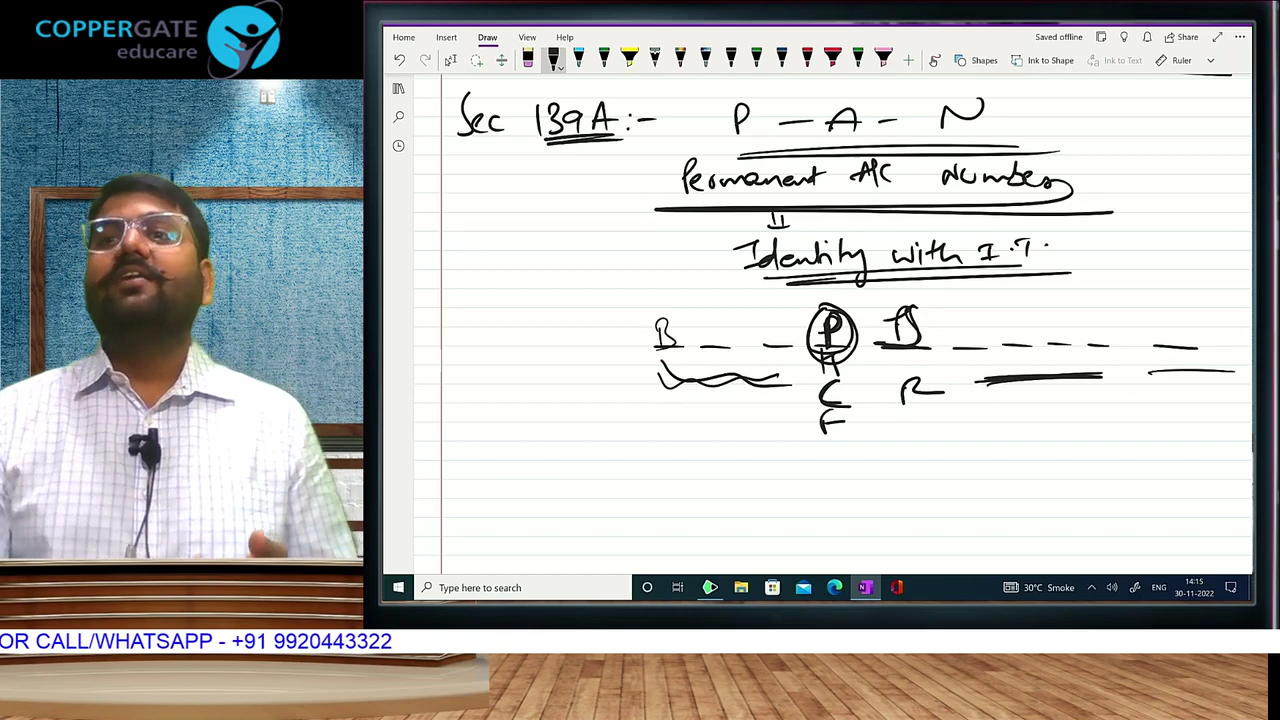 COPPERGATE
educare
Home Insert Draw View Help
Saved offline Share
Shapes Ink to Shape Ink to Text Ruler
Sec 139A:- P - A - N
Permanent A/C Number
Identity with I.T.
B _ _ P _ _ _ _ _ _
H
C R
F
Type here to search
30°C Smoke ENG 14:15
30-11-2022
OR CALL/WHATSAPP - +91 9920443322